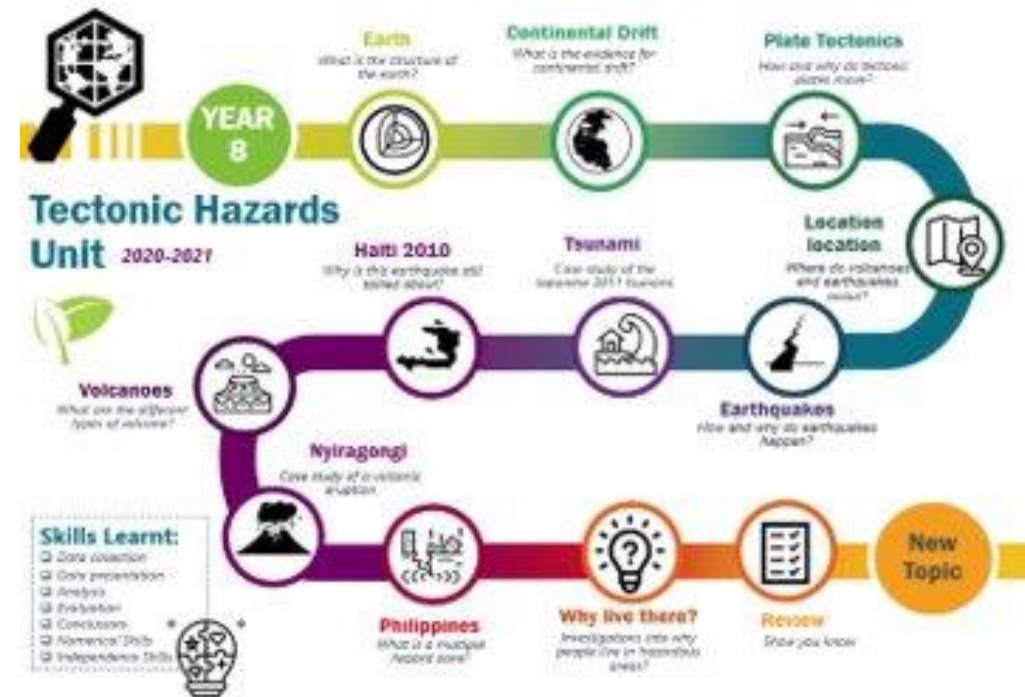 YEAR
8
Earth
What is the structure of
the earth?
Continental Drift
What is the evidence for
continental drift?
Plate Tectonics
How and why do tectonic
plates move?
Tectonic Hazards
Unit 2020-2021
Location
location
Where do volcanoes
and earthquakes
occur?
Earthquakes
How and why do earthquakes
happen?
Tsunami
Case study of the
Japanese 2011 tsunami
Haiti 2010
Why is this earthquake still
talked about?
Volcanoes
What are the different
types of volcano?
Nyiragongi
Case study of a volcanic
eruption
Philippines
What is a multiple
hazard zone?
Why live there?
Investigations into why
people live in hazardous
areas?
Review
Show you know
New
Topic
Skills Learnt:
Data collection
Data presentation
Analysis
Evaluation
Conclusions
Numerical Skills
Independence Skills